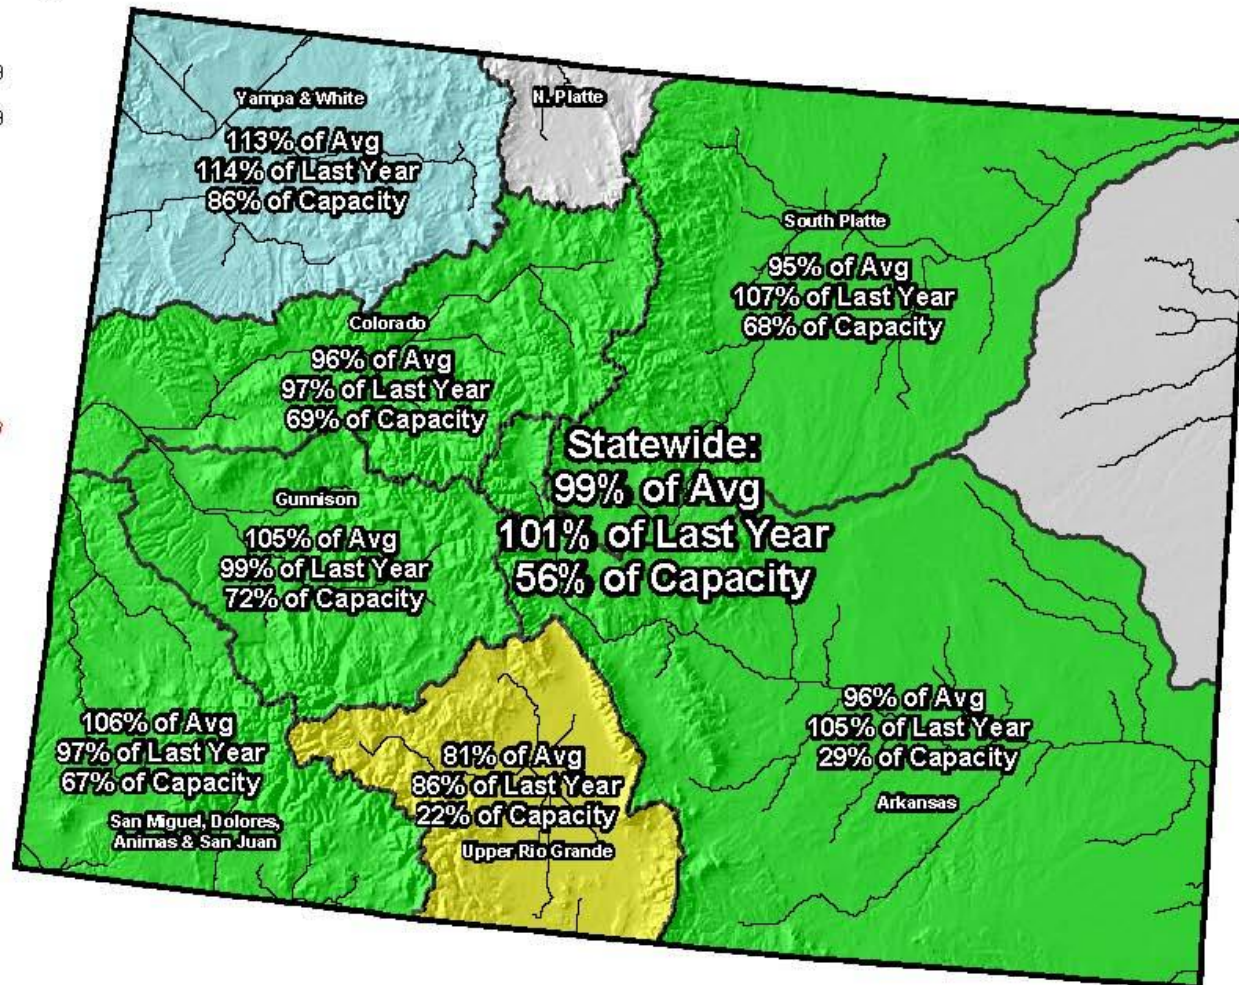 Yampa & White
113% of Avg
114% of Last Year
86% of Capacity
N. Platte
South Platte
95% of Avg
107% of Last Year
68% of Capacity
Colorado
96% of Avg
97% of Last Year
69% of Capacity
Statewide:
99% of Avg
101% of Last Year
56% of Capacity
Gunnison
105% of Avg
99% of Last Year
72% of Capacity
106% of Avg
97% of Last Year
67% of Capacity
San Miguel, Dolores,
Animas & San Juan
81% of Avg
86% of Last Year
22% of Capacity
Upper Rio Grande
96% of Avg
105% of Last Year
29% of Capacity
Arkansas